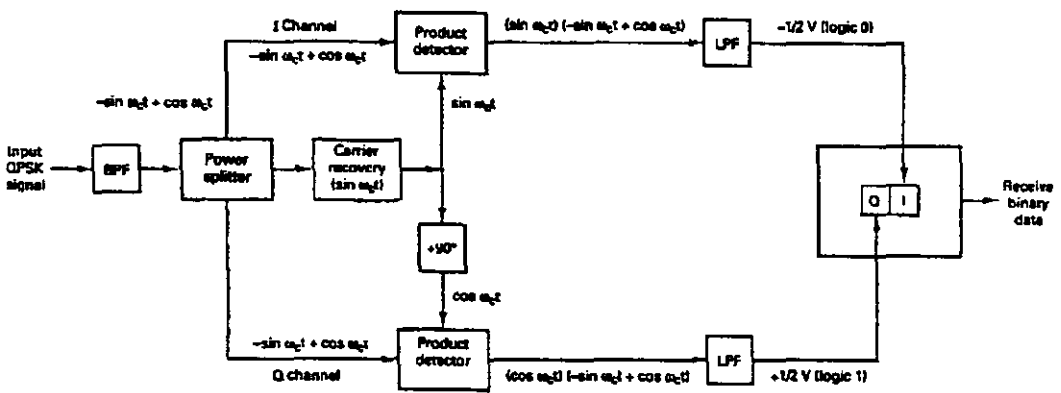 I Channel
−sin ωct + cos ωct
Product
detector
(sin ωct) (−sin ωct + cos ωct)
LPF
−1/2 V (logic 0)
−sin ωct + cos ωct
sin ωct
Input
QPSK
signal
BPF
Power
splitter
Carrier
recovery
(sin ωct)
Q I
Receive
binary
data
+90°
cos ωct
−sin ωct + cos ωct
Q channel
Product
detector
(cos ωct) (−sin ωct + cos ωct)
LPF
+1/2 V (logic 1)